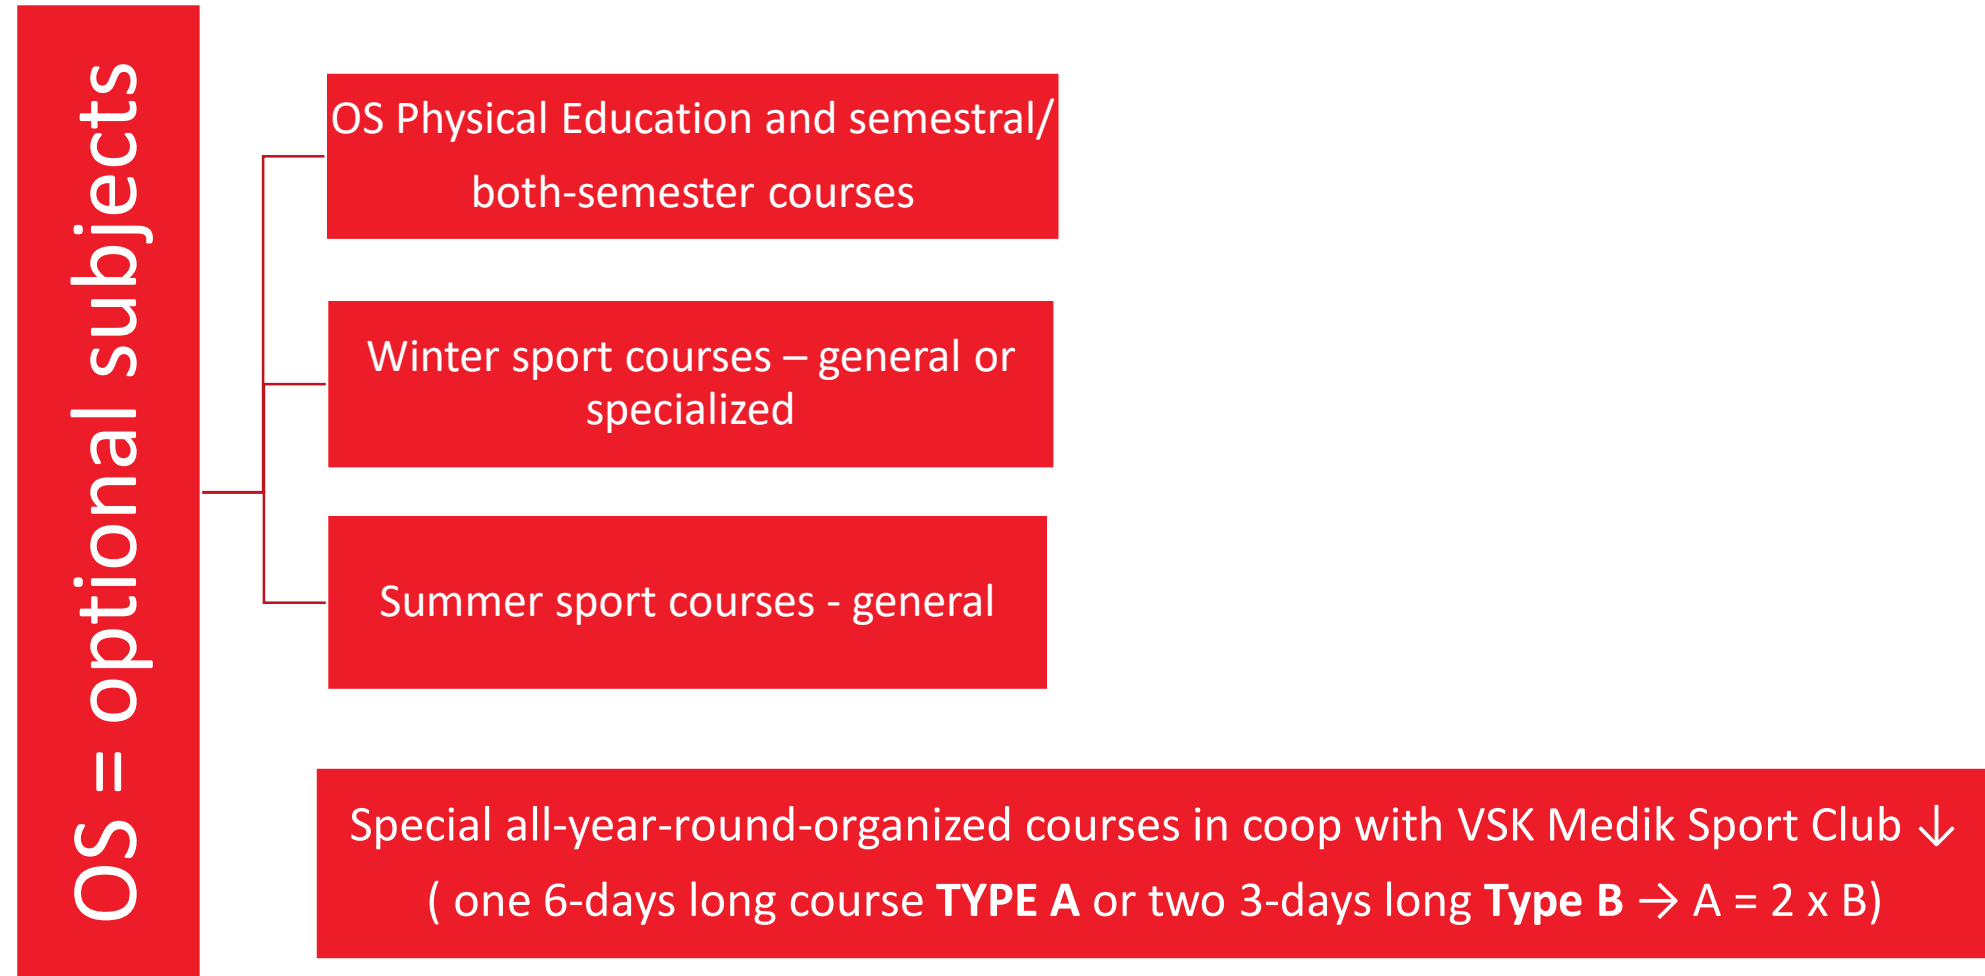 OS = optional subjects
OS Physical Education and semestral/
both-semester courses
Winter sport courses – general or
specialized
Summer sport courses - general
Special all-year-round-organized courses in coop with VSK Medik Sport Club ↓
( one 6-days long course TYPE A or two 3-days long Type B → A = 2 x B)